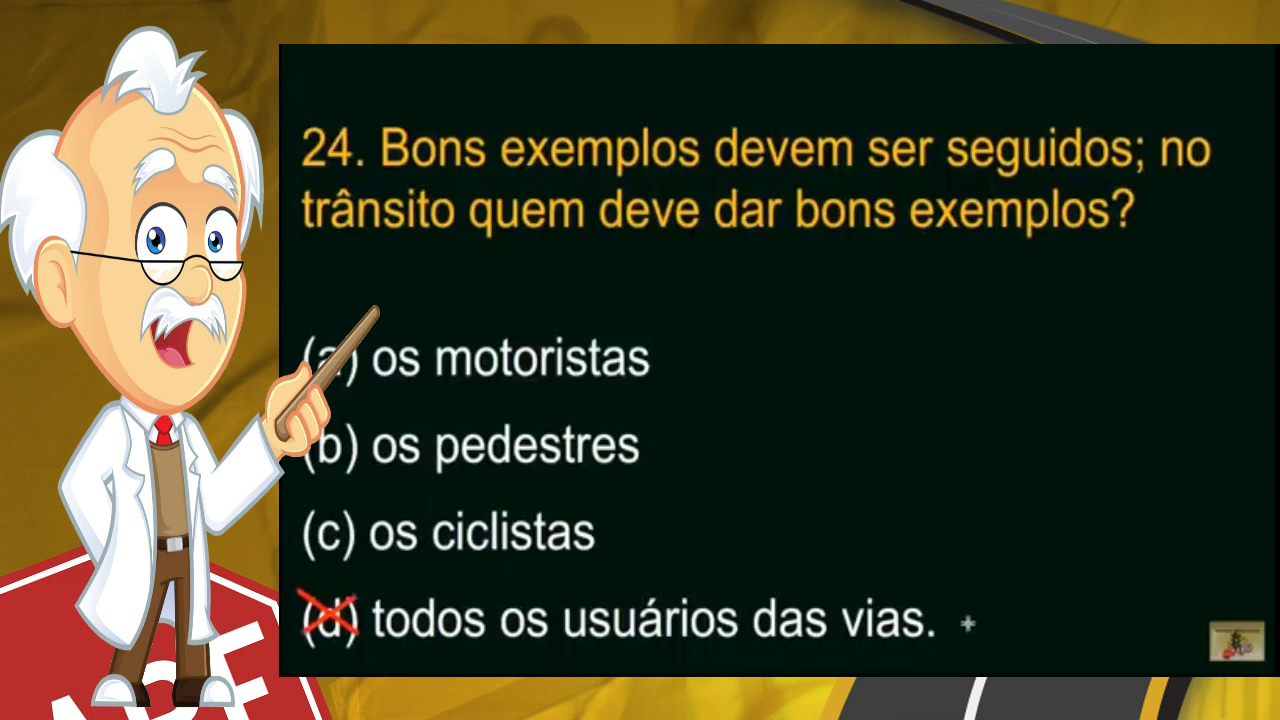 24. Bons exemplos devem ser seguidos; no
trânsito quem deve dar bons exemplos?
(a) os motoristas
(b) os pedestres
(c) os ciclistas
(d) todos os usuários das vias.